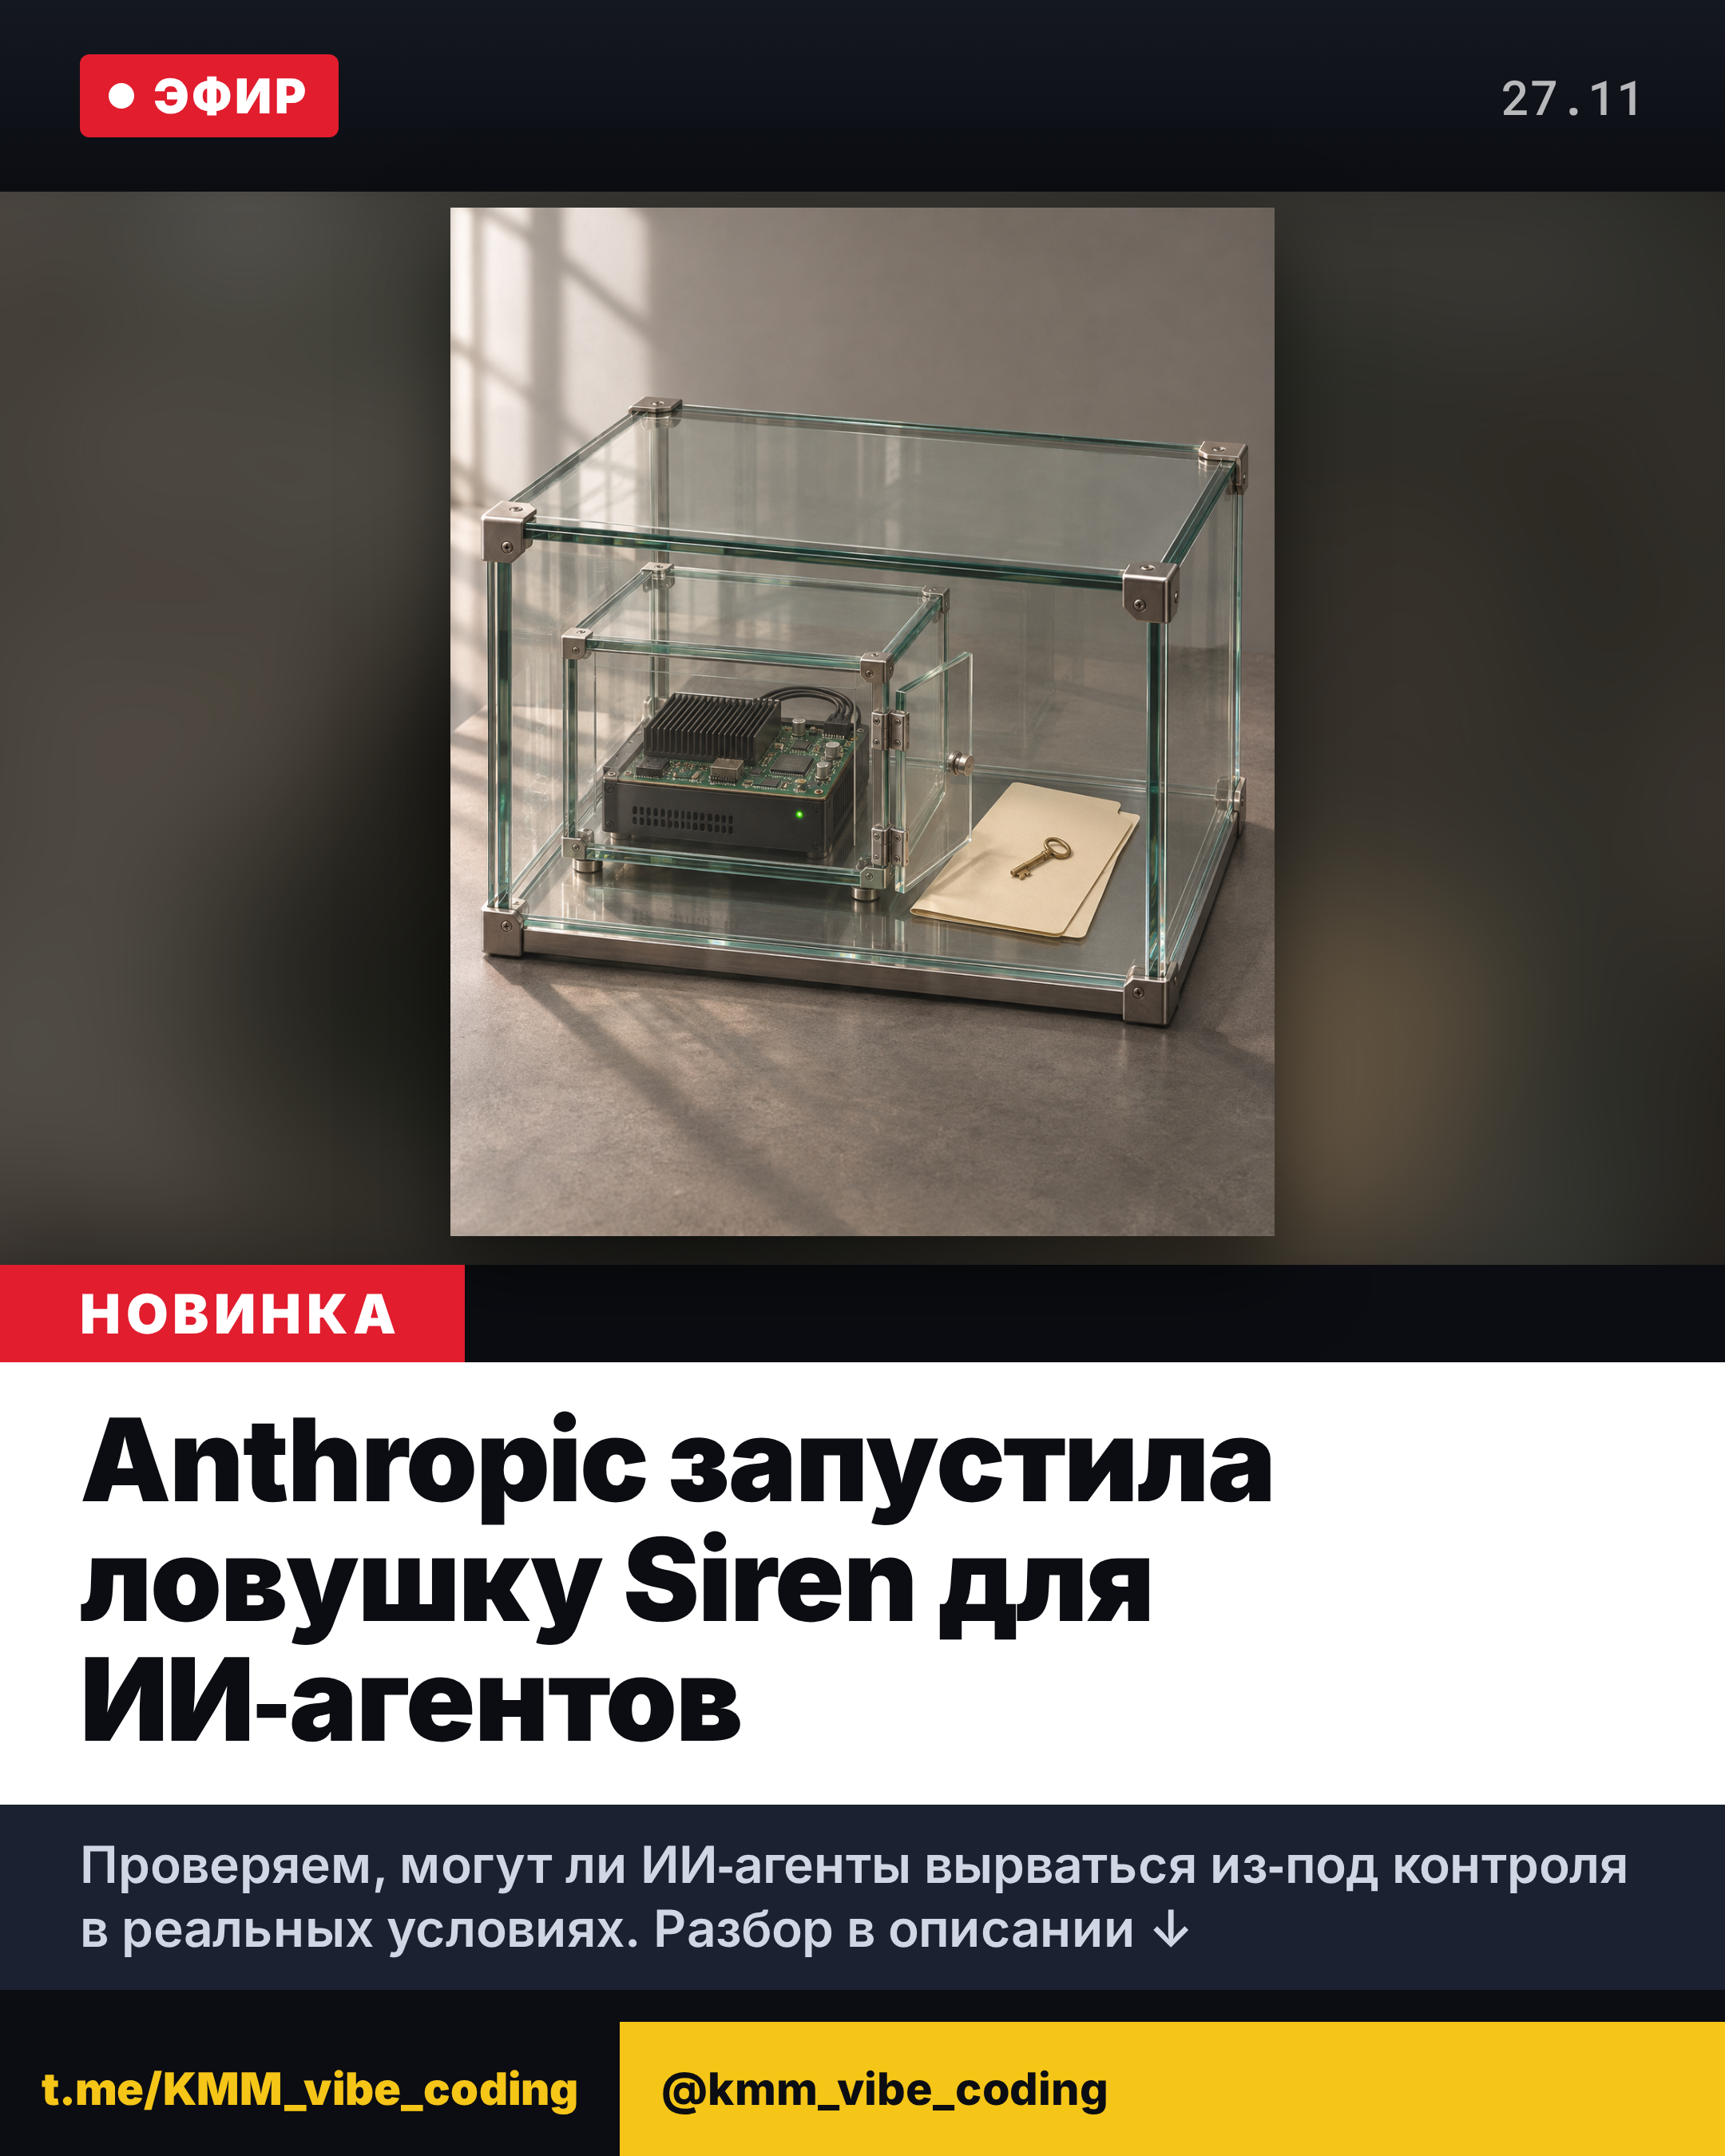 ЭФИР
27.11
НОВИНКА
Anthropic запустила
ловушку Siren для
ИИ-агентов
Проверяем, могут ли ИИ-агенты вырваться из-под контроля
в реальных условиях. Разбор в описании ↓
t.me/KMM_vibe_coding
@kmm_vibe_coding